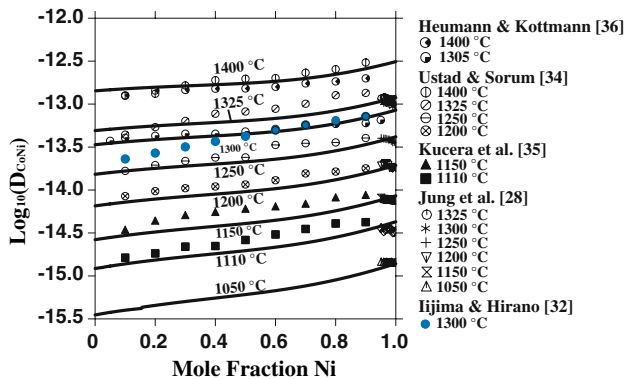 Log10(DCoNi)
-12.0
-12.5
-13.0
-13.5
-14.0
-14.5
-15.0
-15.5
1400 °C
1325 °C
1300 °C
1250 °C
1200 °C
1150 °C
1110 °C
1050 °C
0 0.2 0.4 0.6 0.8 1.0
Mole Fraction Ni
Heumann & Kottmann [36]
1400 °C
1305 °C
Ustad & Sorum [34]
1400 °C
1325 °C
1250 °C
1200 °C
Kucera et al. [35]
1150 °C
1110 °C
Jung et al. [28]
1325 °C
1300 °C
1250 °C
1200 °C
1150 °C
1050 °C
Iijima & Hirano [32]
1300 °C